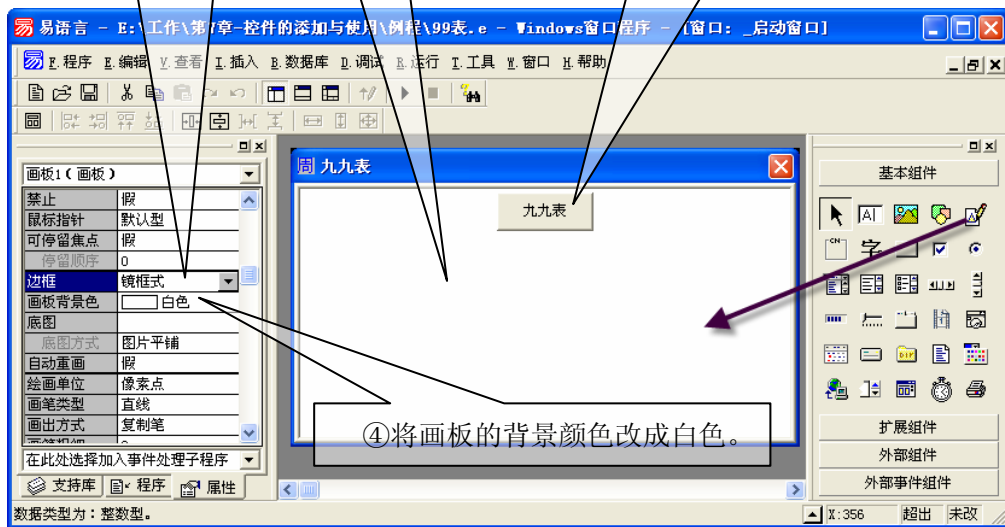 易语言 - E:\工作\第7章-控件的添加与使用\例程\99表.e - Windows窗口程序 - [窗口: _启动窗口]
F.程序 E.编辑 V.查看 I.插入 B.数据库 D.调试 R.运行 T.工具 W.窗口 H.帮助
画板1(画板)
禁止 假
鼠标指针 默认型
可停留焦点 假
停留顺序 0
边框 镜框式
画板背景色 白色
底图
底图方式 图片平铺
自动重画 假
绘画单位 像素点
画笔类型 直线
画出方式 复制笔
在此处选择加入事件处理子程序
支持库 程序 属性
九九表
九九表
④将画板的背景颜色改成白色。
基本组件
扩展组件
外部组件
外部事件组件
数据类型为:整数型。
X:356 超出 未改